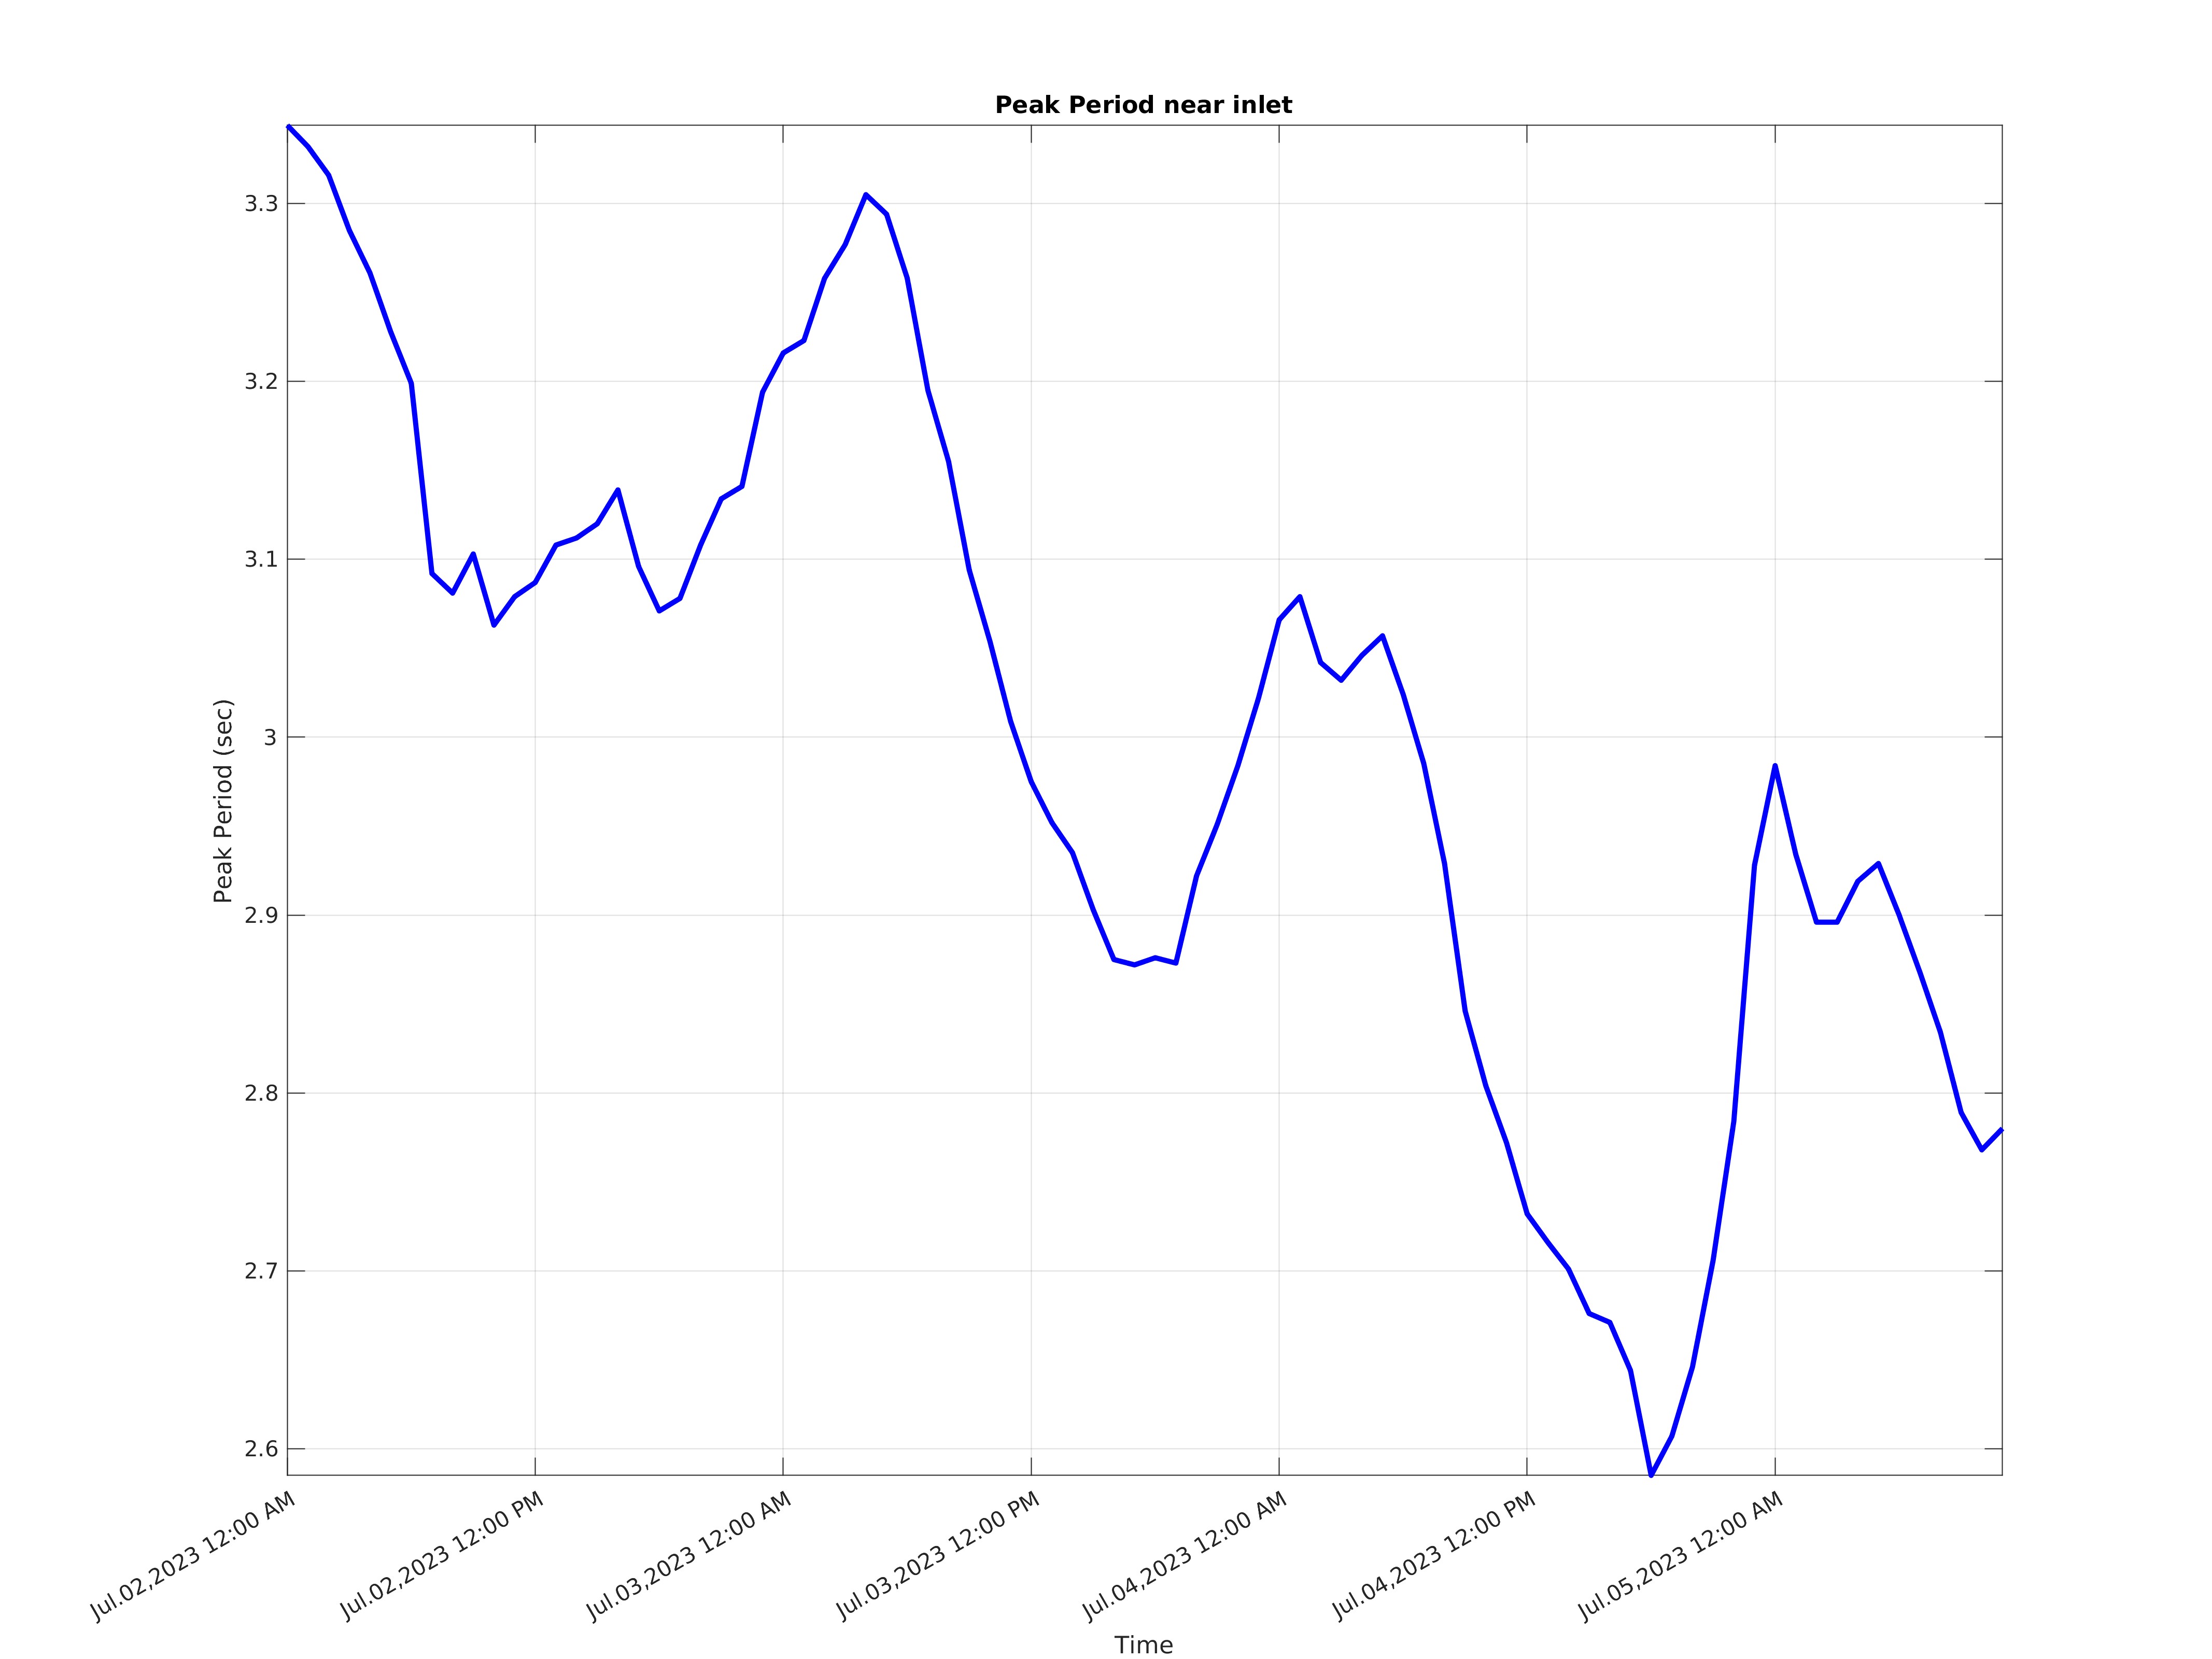 Peak Period near inlet
3.3
3.2
3.1
3
2.9
2.8
2.7
2.6
Peak Period (sec)
Jul.02,2023 12:00 AM
Jul.02,2023 12:00 PM
Jul.03,2023 12:00 AM
Jul.03,2023 12:00 PM
Jul.04,2023 12:00 AM
Jul.04,2023 12:00 PM
Jul.05,2023 12:00 AM
Time